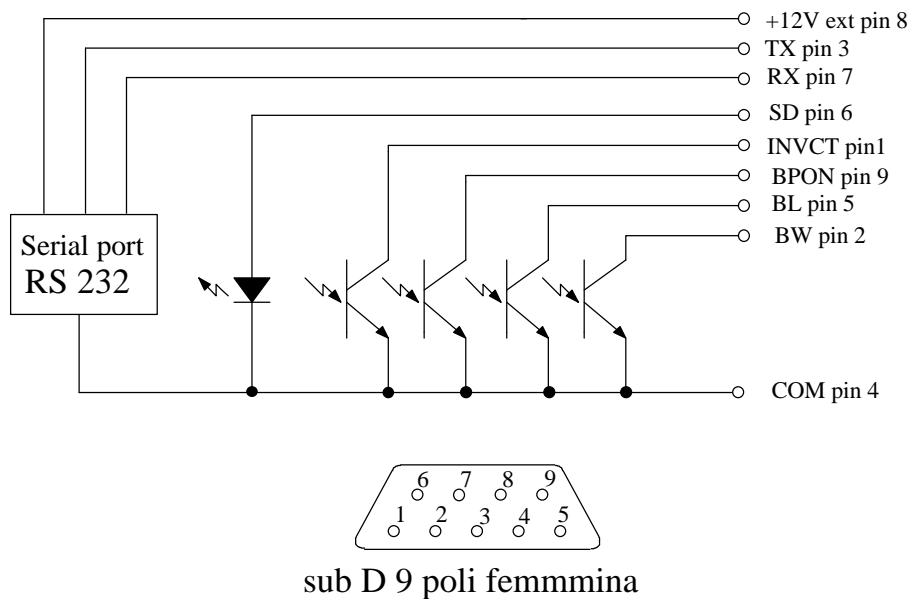 +12V ext pin 8
TX pin 3
RX pin 7
SD pin 6
INVCT pin1
BPON pin 9
BL pin 5
BW pin 2
Serial port
RS 232
COM pin 4
6 7 8 9
1 2 3 4 5
sub D 9 poli femmmina